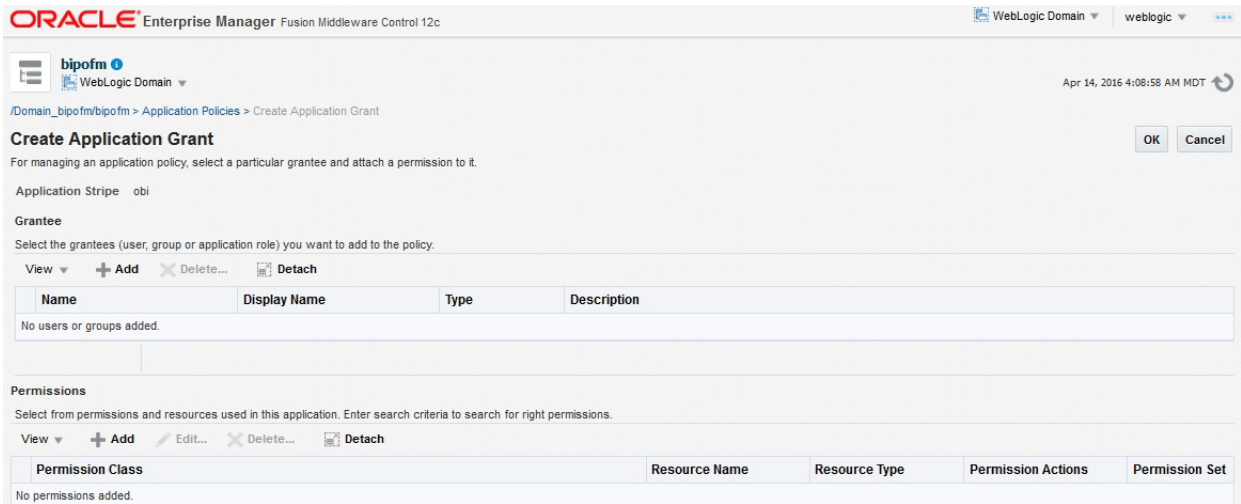 ORACLE Enterprise Manager Fusion Middleware Control 12c WebLogic Domain weblogic
bipofm
WebLogic Domain Apr 14, 2016 4:08:58 AM MDT
/Domain_bipofm/bipofm > Application Policies > Create Application Grant
Create Application Grant OK Cancel
For managing an application policy, select a particular grantee and attach a permission to it.
Application Stripe obi
Grantee
Select the grantees (user, group or application role) you want to add to the policy.
View Add Delete... Detach
Name Display Name Type Description
No users or groups added.
Permissions
Select from permissions and resources used in this application. Enter search criteria to search for right permissions.
View Add Edit... Delete... Detach
Permission Class Resource Name Resource Type Permission Actions Permission Set
No permissions added.